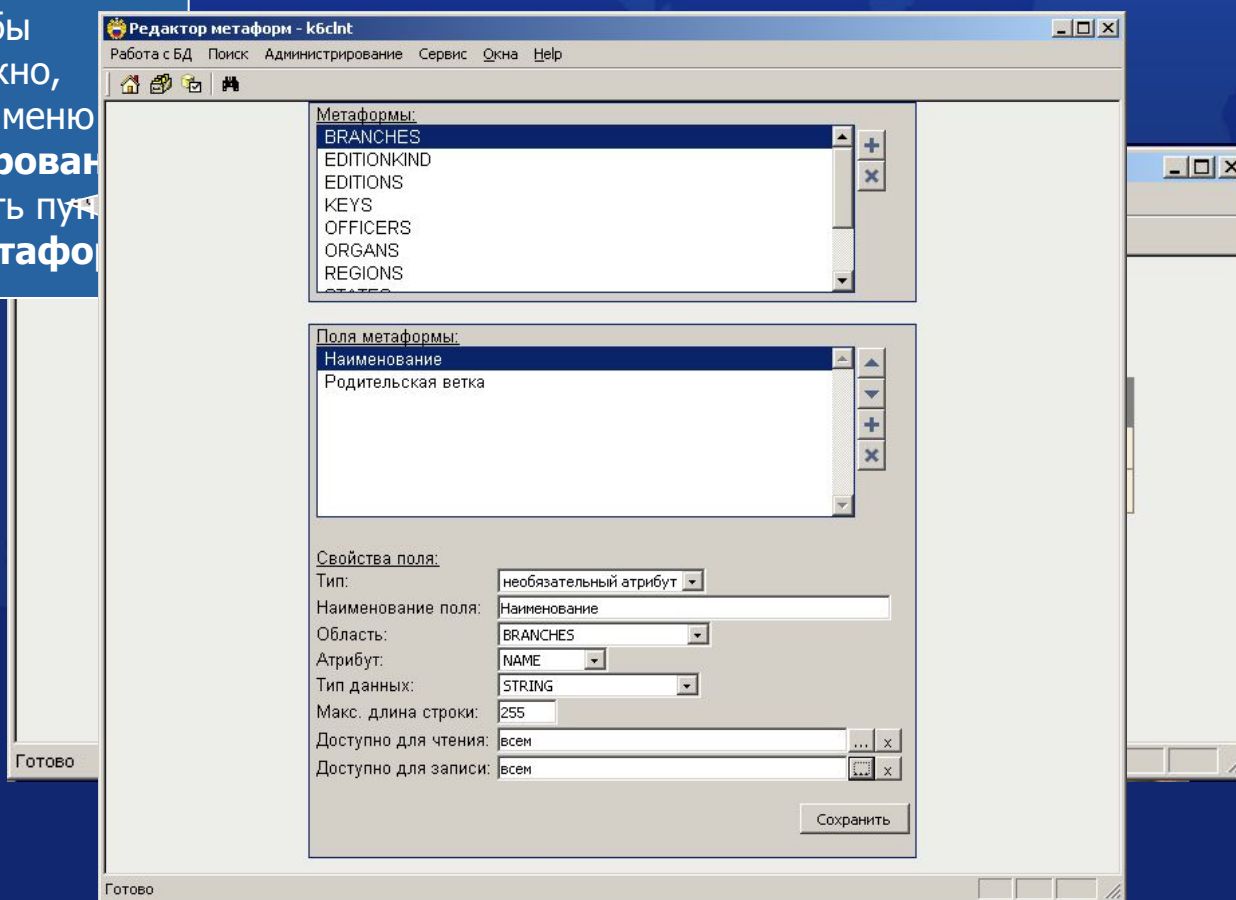 бы
жно,
меню
рован
ть пун
тафор
Редактор метаформ - k6clnt
Работа с БД Поиск Администрирование Сервис Окна Help
Метаформы:
BRANCHES
EDITIONKIND
EDITIONS
KEYS
OFFICERS
ORGANS
REGIONS
STATES
Поля метаформы:
Наименование
Родительская ветка
Свойства поля:
Тип: необязательный атрибут
Наименование поля: Наименование
Область: BRANCHES
Атрибут: NAME
Тип данных: STRING
Макс. длина строки: 255
Доступно для чтения: всем ... x
Доступно для записи: всем ... x
Сохранить
Готово
Готово